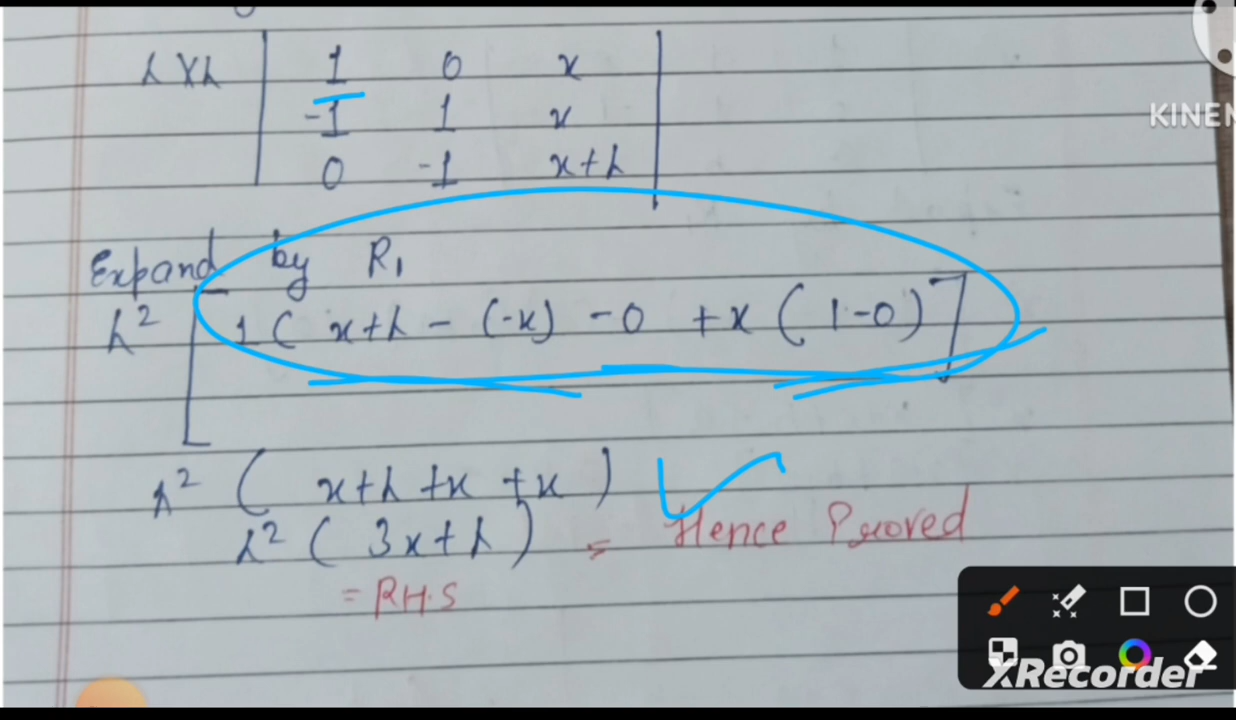 λ×λ | 1 0 x |
| -1 1 x |
| 0 -1 x+λ |
KINEM
Expand by R₁
λ² [ 1( x+λ - (-x) - 0 + x ( 1-0) ]
λ² ( x+λ +x +x )
λ² ( 3x+λ ) = Hence Proved
= RH.S
XRecorder